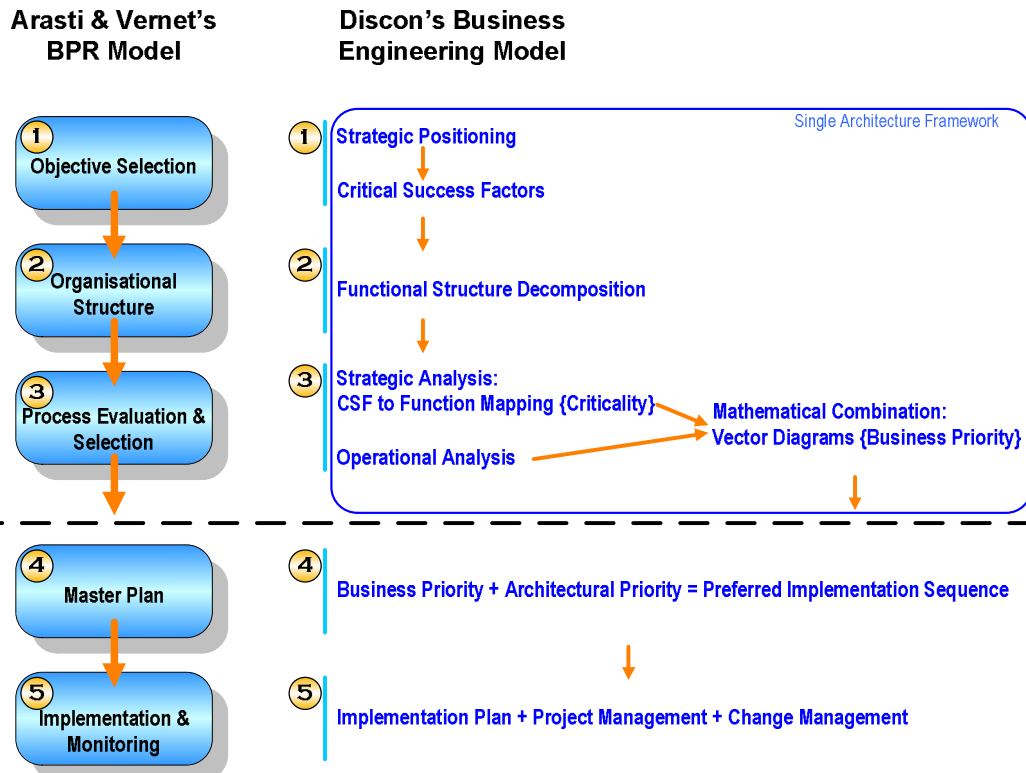 Arasti & Vernet's
BPR Model
Discon's Business
Engineering Model
1
Objective Selection
2
Organisational
Structure
3
Process Evaluation &
Selection
4
Master Plan
5
Implementation &
Monitoring
Single Architecture Framework
1
Strategic Positioning
Critical Success Factors
2
Functional Structure Decomposition
3
Strategic Analysis:
CSF to Function Mapping {Criticality}
Operational Analysis
Mathematical Combination:
Vector Diagrams {Business Priority}
4
Business Priority + Architectural Priority = Preferred Implementation Sequence
5
Implementation Plan + Project Management + Change Management